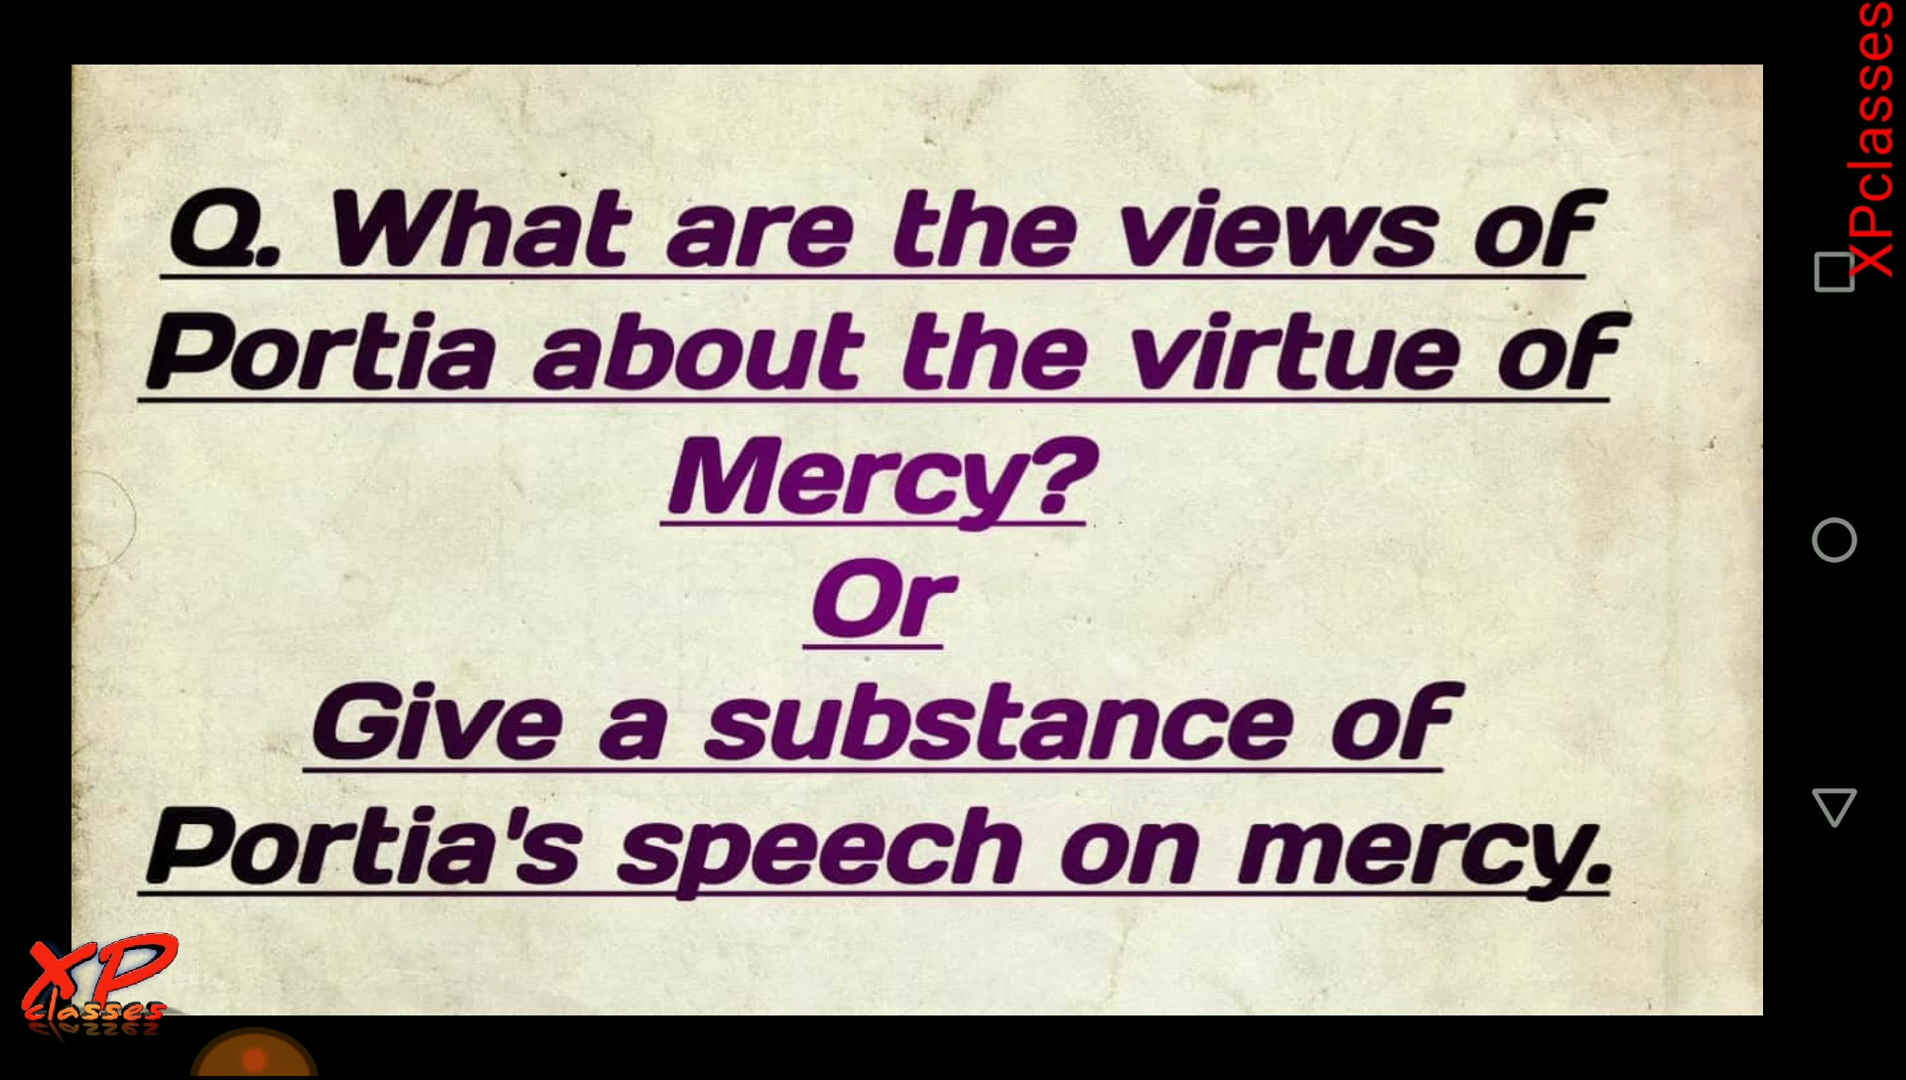 Q. What are the views of
Portia about the virtue of
Mercy?
Or
Give a substance of
Portia's speech on mercy.
XPclasses
XP
classes